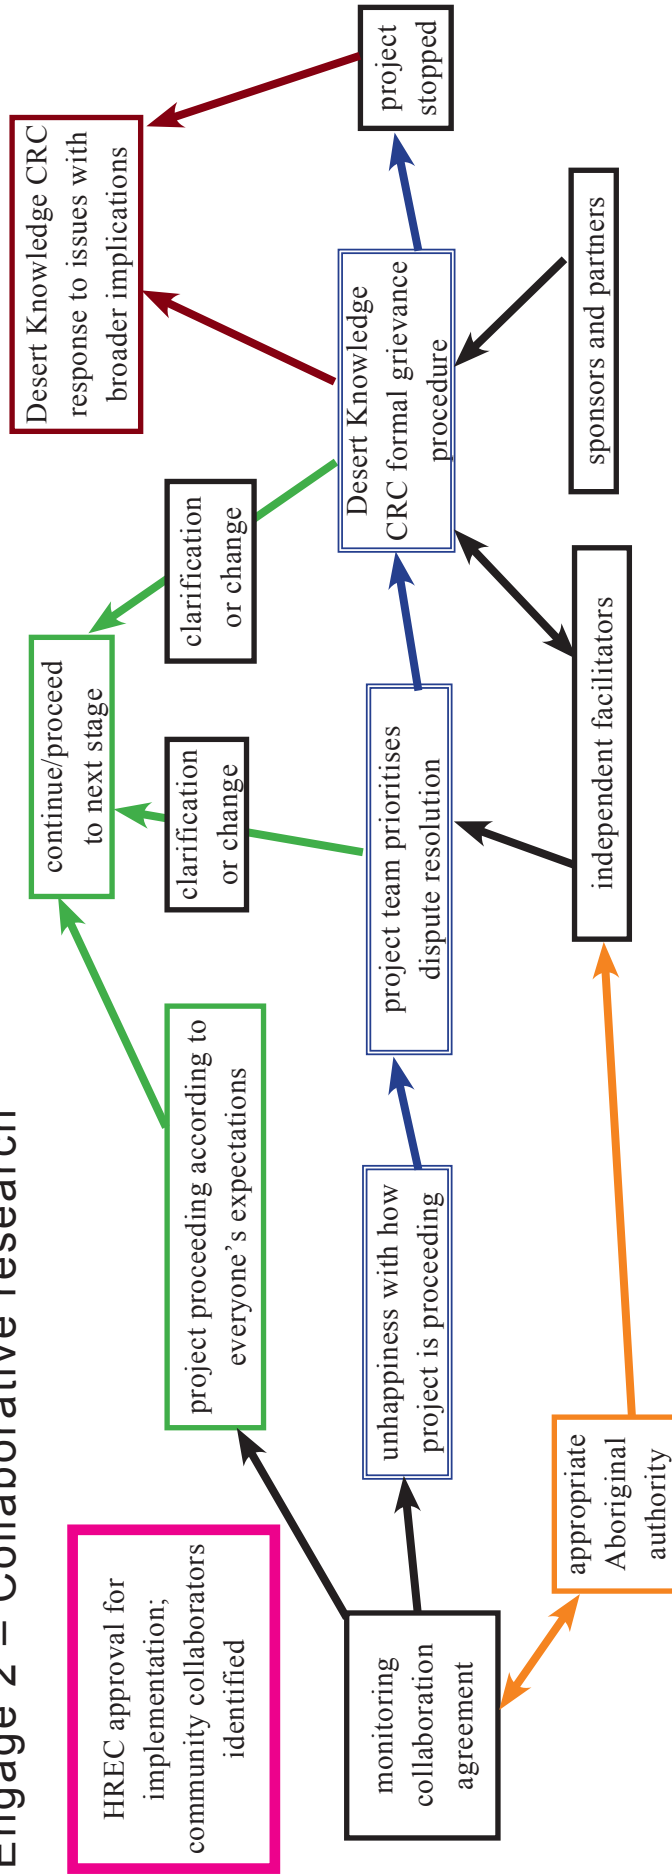 Engage 2 – Collaborative research
HREC approval for
implementation;
community collaborators
identified
monitoring
collaboration
agreement
appropriate
Aboriginal
authority
project proceeding according to
everyone’s expectations
unhappiness with how
project is proceeding
continue/proceed
to next stage
clarification
or change
project team prioritises
dispute resolution
independent facilitators
clarification
or change
Desert Knowledge
CRC formal grievance
procedure
sponsors and partners
Desert Knowledge CRC
response to issues with
broader implications
project
stopped